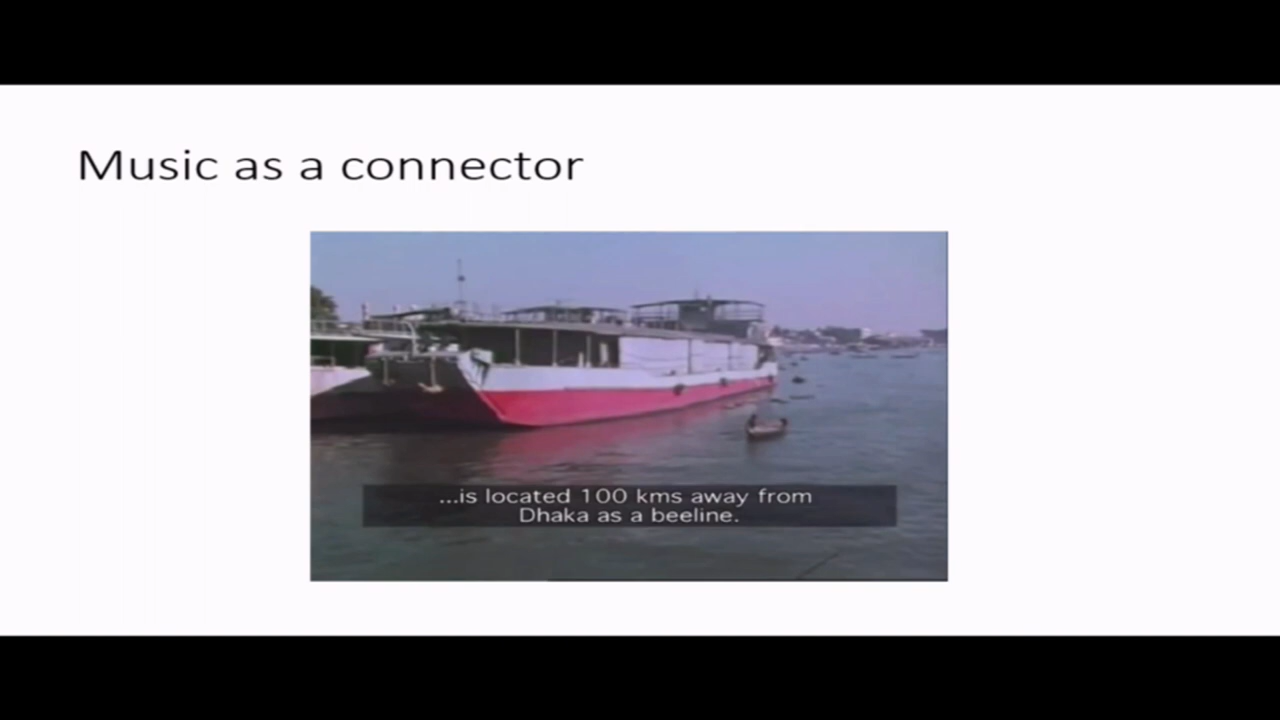 Music as a connector
...is located 100 kms away from
Dhaka as a beeline.